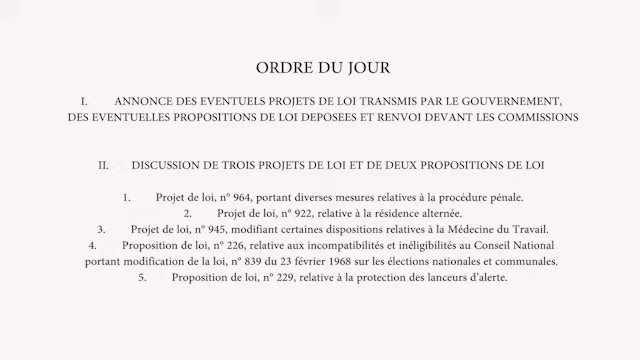 ORDRE DU JOUR
I. ANNONCE DES EVENTUELS PROJETS DE LOI TRANSMIS PAR LE GOUVERNEMENT,
DES EVENTUELLES PROPOSITIONS DE LOI DEPOSEES ET RENVOI DEVANT LES COMMISSIONS
II. DISCUSSION DE TROIS PROJETS DE LOI ET DE DEUX PROPOSITIONS DE LOI
1. Projet de loi, n° 964, portant diverses mesures relatives à la procédure pénale.
2. Projet de loi, n° 922, relative à la résidence alternée.
3. Projet de loi, n° 945, modifiant certaines dispositions relatives à la Médecine du Travail.
4. Proposition de loi, n° 226, relative aux incompatibilités et inéligibilités au Conseil National
portant modification de la loi, n° 839 du 23 février 1968 sur les élections nationales et communales.
5. Proposition de loi, n° 229, relative à la protection des lanceurs d'alerte.